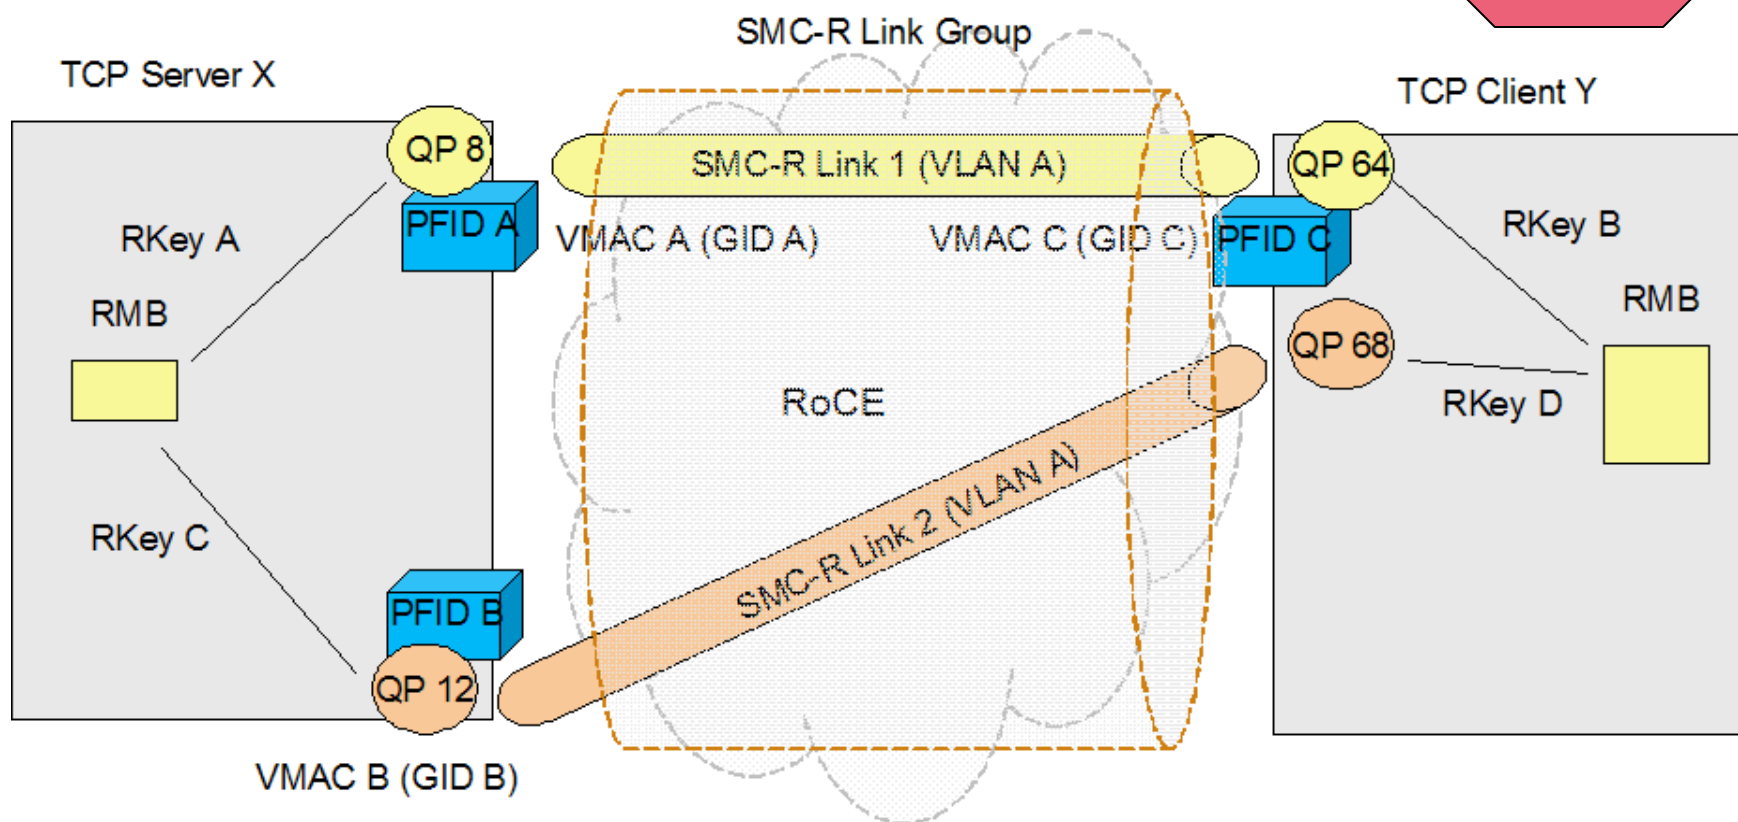 SMC-R Link Group
TCP Server X
TCP Client Y
QP 8
SMC-R Link 1 (VLAN A)
QP 64
PFID A
RKey A
VMAC A (GID A)
VMAC C (GID C)
PFID C
RKey B
RMB
RMB
QP 68
RoCE
RKey D
SMC-R Link 2 (VLAN A)
RKey C
PFID B
QP 12
VMAC B (GID B)